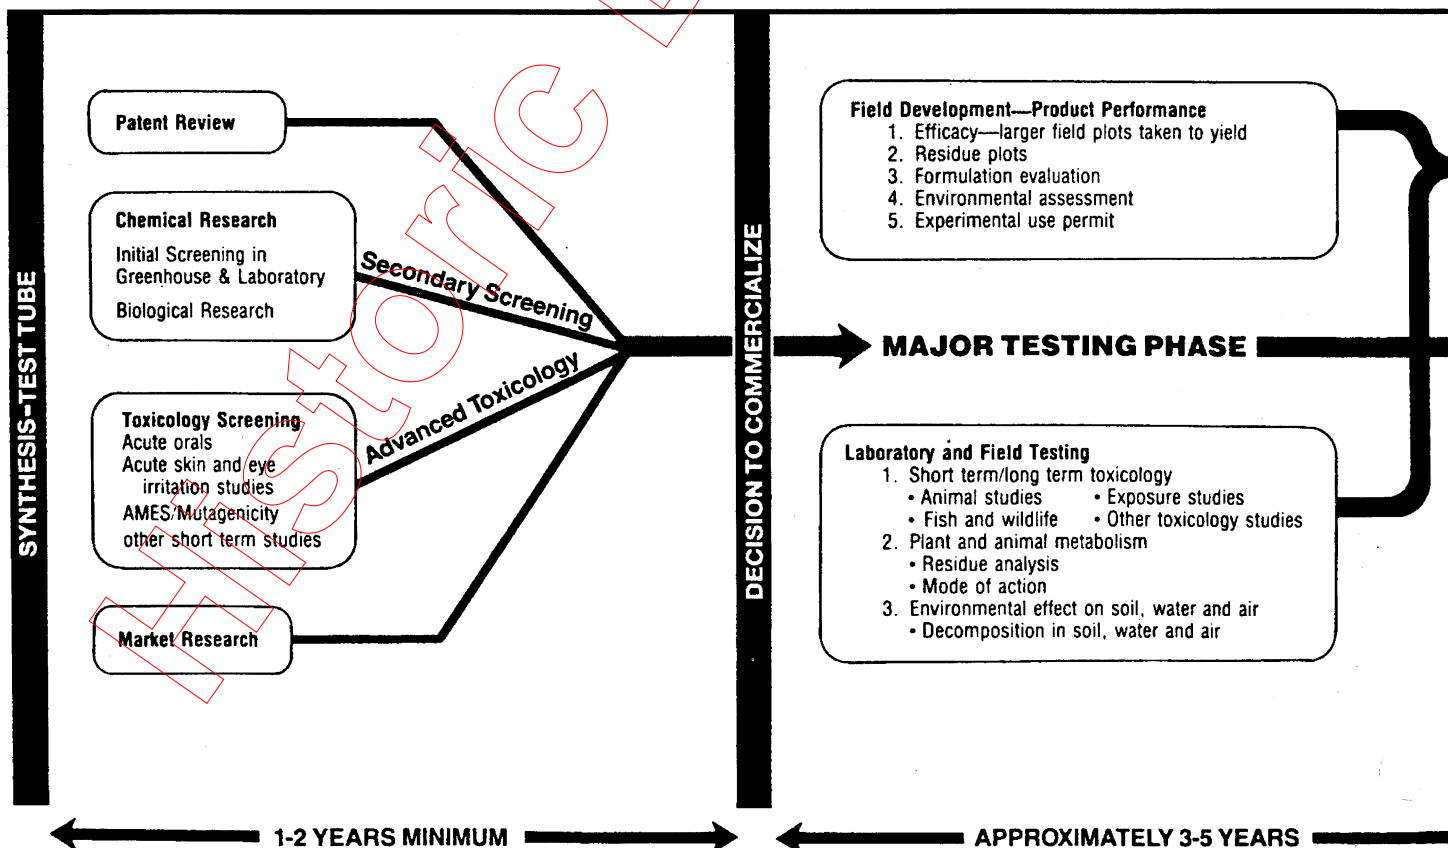 SYNTHESIS-TEST TUBE
Patent Review
Chemical Research
Initial Screening in
Greenhouse & Laboratory
Biological Research
Secondary Screening
Toxicology Screening
Acute orals
Acute skin and eye
irritation studies
AMES/Mutagenicity
other short term studies
Advanced Toxicology
Market Research
1-2 YEARS MINIMUM
DECISION TO COMMERCIALIZE
Field Development—Product Performance
1. Efficacy—larger field plots taken to yield
2. Residue plots
3. Formulation evaluation
4. Environmental assessment
5. Experimental use permit
MAJOR TESTING PHASE
Laboratory and Field Testing
1. Short term/long term toxicology
• Animal studies • Exposure studies
• Fish and wildlife • Other toxicology studies
2. Plant and animal metabolism
• Residue analysis
• Mode of action
3. Environmental effect on soil, water and air
• Decomposition in soil, water and air
APPROXIMATELY 3-5 YEARS
Historic